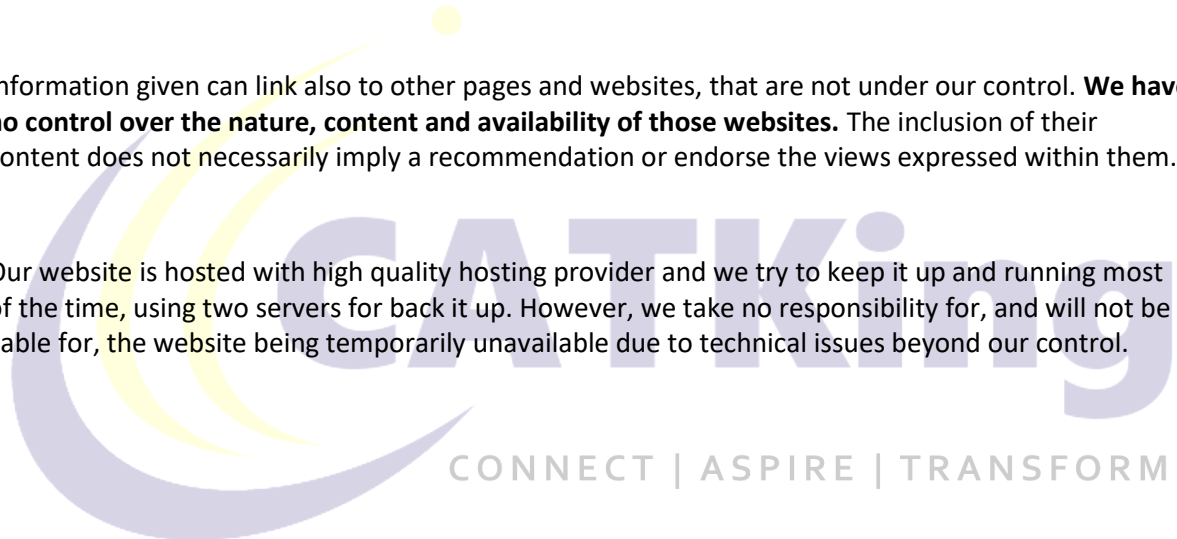 nformation given can link also to other pages and websites, that are not under our control. We have
no control over the nature, content and availability of those websites. The inclusion of their
content does not necessarily imply a recommendation or endorse the views expressed within them.
Our website is hosted with high quality hosting provider and we try to keep it up and running most
of the time, using two servers for back it up. However, we take no responsibility for, and will not be
iable for, the website being temporarily unavailable due to technical issues beyond our control.
CATKing
CONNECT | ASPIRE | TRANSFORM